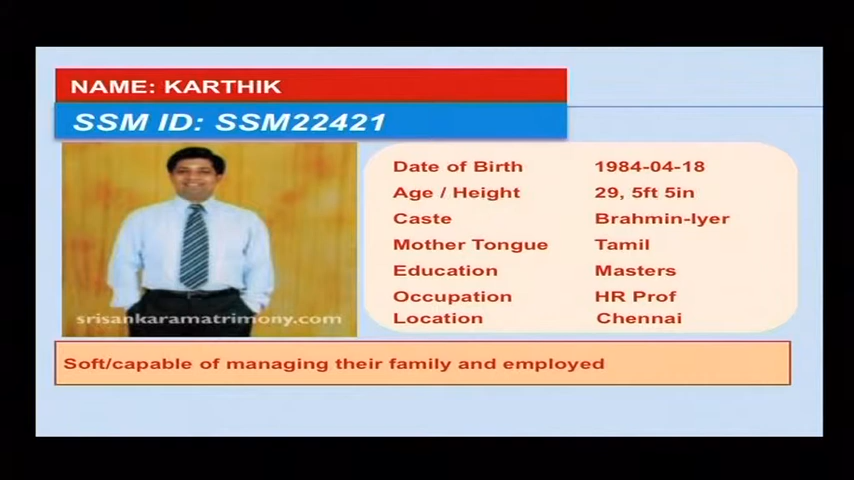 NAME: KARTHIK
SSM ID: SSM22421
Date of Birth 1984-04-18
Age / Height 29, 5ft 5in
Caste Brahmin-Iyer
Mother Tongue Tamil
Education Masters
Occupation HR Prof
Location Chennai
srisankaramatrimony.com
Soft/capable of managing their family and employed